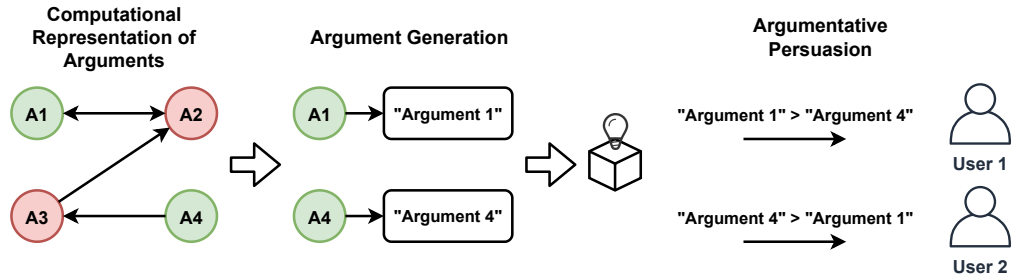 Computational
Representation of
Arguments
Argument Generation
Argumentative
Persuasion
A1
A2
A3
A4
A1
"Argument 1"
A4
"Argument 4"
"Argument 1" > "Argument 4"
User 1
"Argument 4" > "Argument 1"
User 2